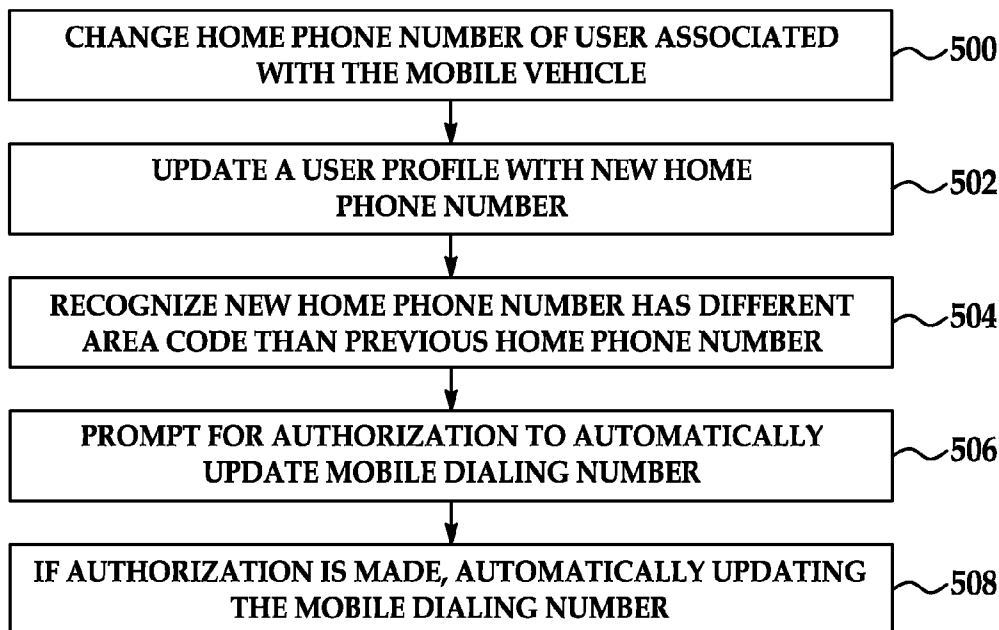 CHANGE HOME PHONE NUMBER OF USER ASSOCIATED
WITH THE MOBILE VEHICLE
500
UPDATE A USER PROFILE WITH NEW HOME
PHONE NUMBER
502
RECOGNIZE NEW HOME PHONE NUMBER HAS DIFFERENT
AREA CODE THAN PREVIOUS HOME PHONE NUMBER
504
PROMPT FOR AUTHORIZATION TO AUTOMATICALLY
UPDATE MOBILE DIALING NUMBER
506
IF AUTHORIZATION IS MADE, AUTOMATICALLY UPDATING
THE MOBILE DIALING NUMBER
508